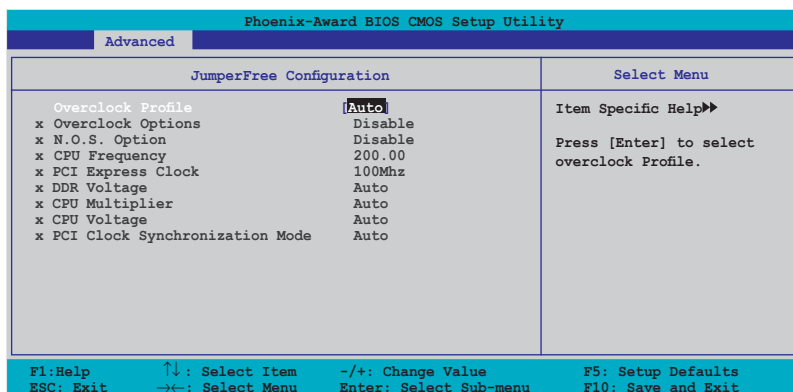 Phoenix-Award BIOS CMOS Setup Utility
Advanced
JumperFree Configuration
Select Menu
Overclock Profile [Auto]
x Overclock Options Disable
x N.O.S. Option Disable
x CPU Frequency 200.00
x PCI Express Clock 100Mhz
x DDR Voltage Auto
x CPU Multiplier Auto
x CPU Voltage Auto
x PCI Clock Synchronization Mode Auto
Item Specific Help▶▶
Press [Enter] to select
overclock Profile.
F1:Help ↑↓: Select Item -/+: Change Value F5: Setup Defaults
ESC: Exit →←: Select Menu Enter: Select Sub-menu F10: Save and Exit